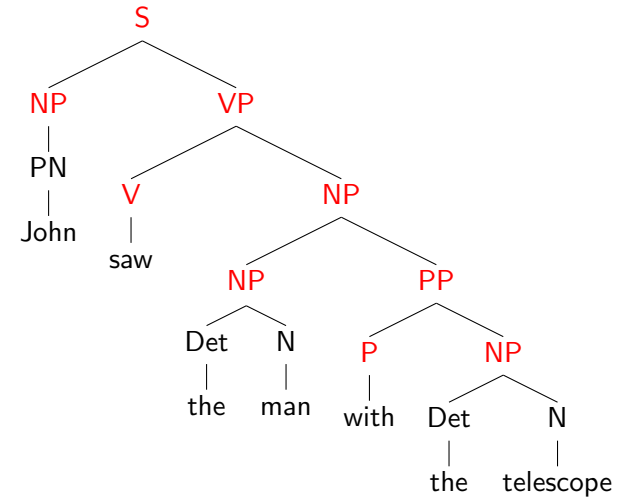 S
NP VP
PN
V NP
John
saw
NP PP
Det N
P NP
the man
with Det N
the telescope